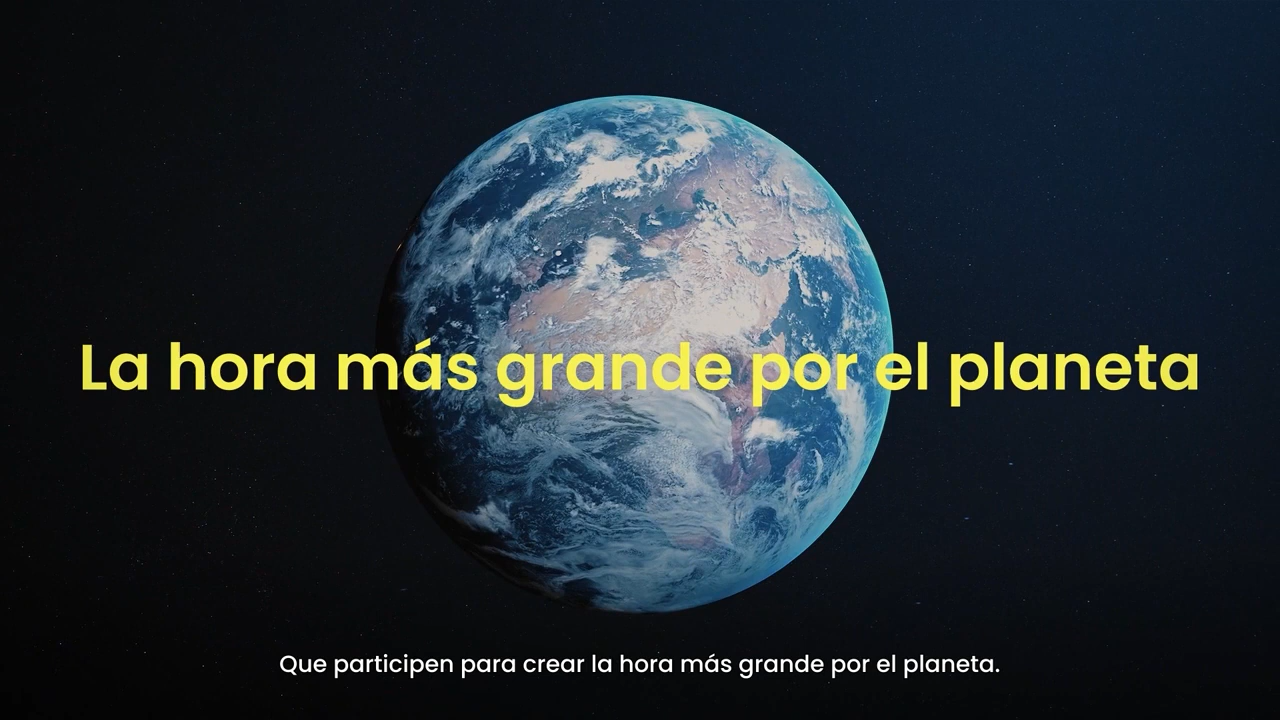 La hora más grande por el planeta
Que participen para crear la hora más grande por el planeta.